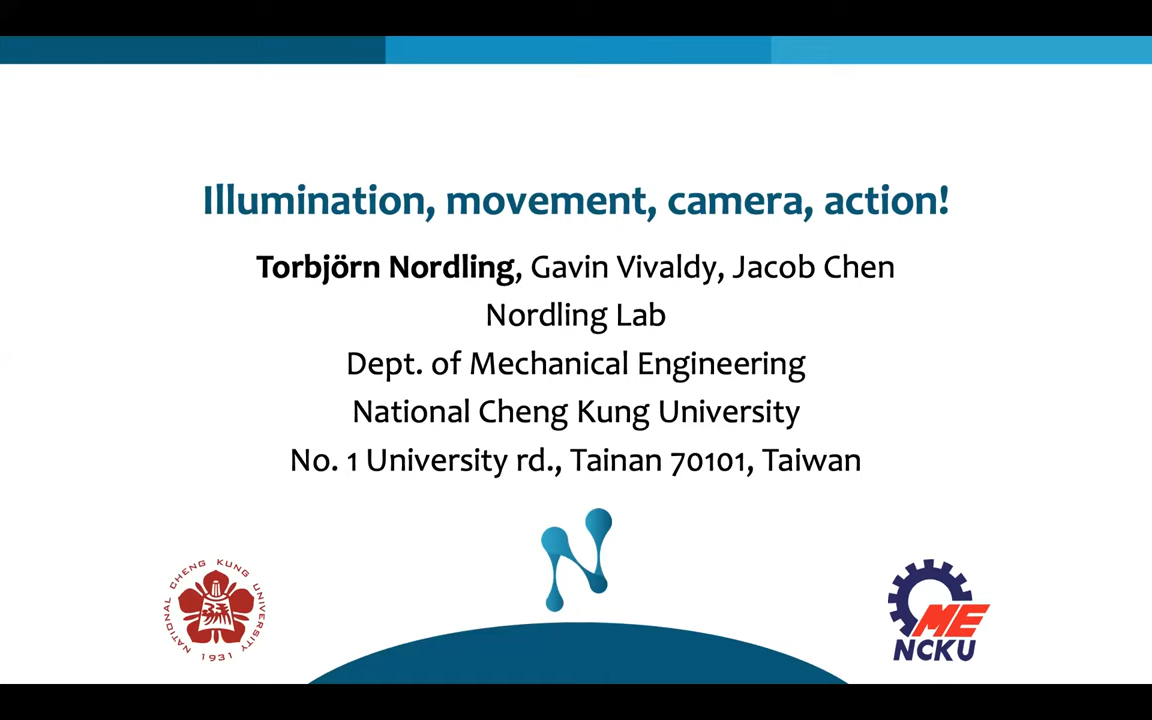 Illumination, movement, camera, action!
Torbjörn Nordling, Gavin Vivaldy, Jacob Chen
Nordling Lab
Dept. of Mechanical Engineering
National Cheng Kung University
No. 1 University rd., Tainan 70101, Taiwan
NATIONAL CHENG KUNG UNIVERSITY
1931
ME
NCKU